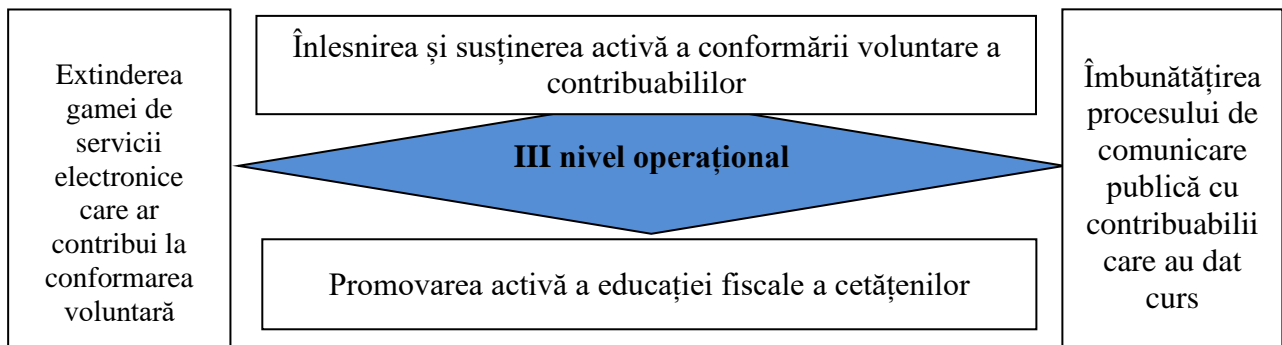 Extinderea
gamei de
servicii
electronice
care ar
contribui la
conformarea
voluntară
Înlesnirea și susținerea activă a conformării voluntare a
contribuabililor
III nivel operațional
Promovarea activă a educației fiscale a cetățenilor
Îmbunătățirea
procesului de
comunicare
publică cu
contribuabilii
care au dat
curs